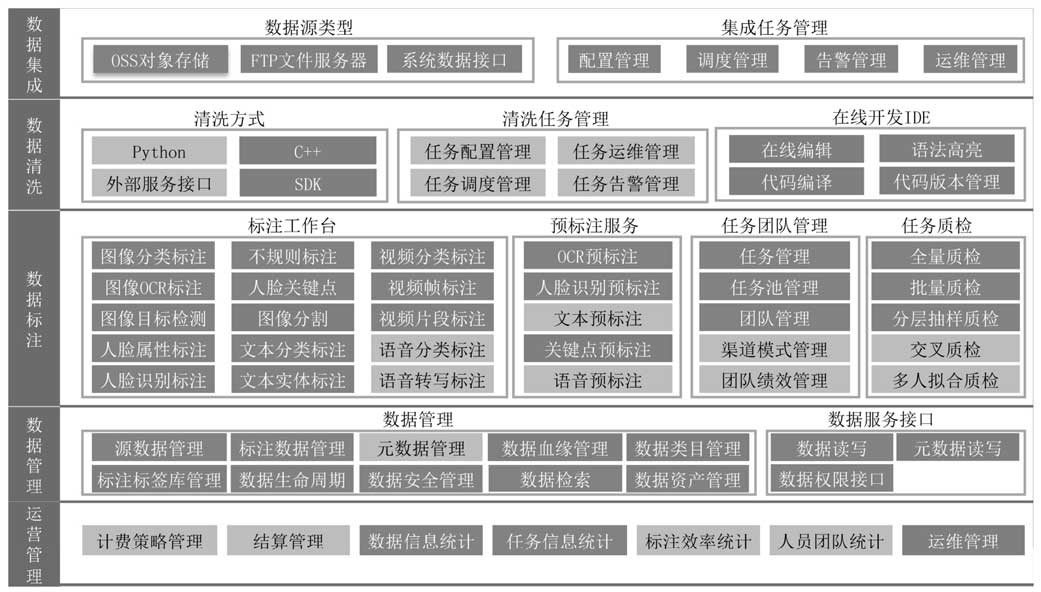 数据集成
数据源类型
集成任务管理
OSS对象存储
FTP文件服务器
系统数据接口
配置管理
调度管理
告警管理
运维管理
数据清洗
清洗方式
清洗任务管理
在线开发IDE
Python
C++
任务配置管理
任务运维管理
在线编辑
语法高亮
外部服务接口
SDK
任务调度管理
任务告警管理
代码编译
代码版本管理
数据标注
标注工作台
预标注服务
任务团队管理
任务质检
图像分类标注
不规则标注
视频分类标注
OCR预标注
任务管理
全量质检
图像OCR标注
人脸关键点
视频帧标注
人脸识别预标注
任务池管理
批量质检
图像目标检测
图像分割
视频片段标注
文本预标注
团队管理
分层抽样质检
人脸属性标注
文本分类标注
语音分类标注
关键点预标注
渠道模式管理
交叉质检
人脸识别标注
文本实体标注
语音转写标注
语音预标注
团队绩效管理
多人拟合质检
数据管理
数据管理
数据服务接口
源数据管理
标注数据管理
元数据管理
数据血缘管理
数据类目管理
数据读写
元数据读写
标注标签库管理
数据生命周期
数据安全管理
数据检索
数据资产管理
数据权限接口
运营管理
计费策略管理
结算管理
数据信息统计
任务信息统计
标注效率统计
人员团队统计
运维管理